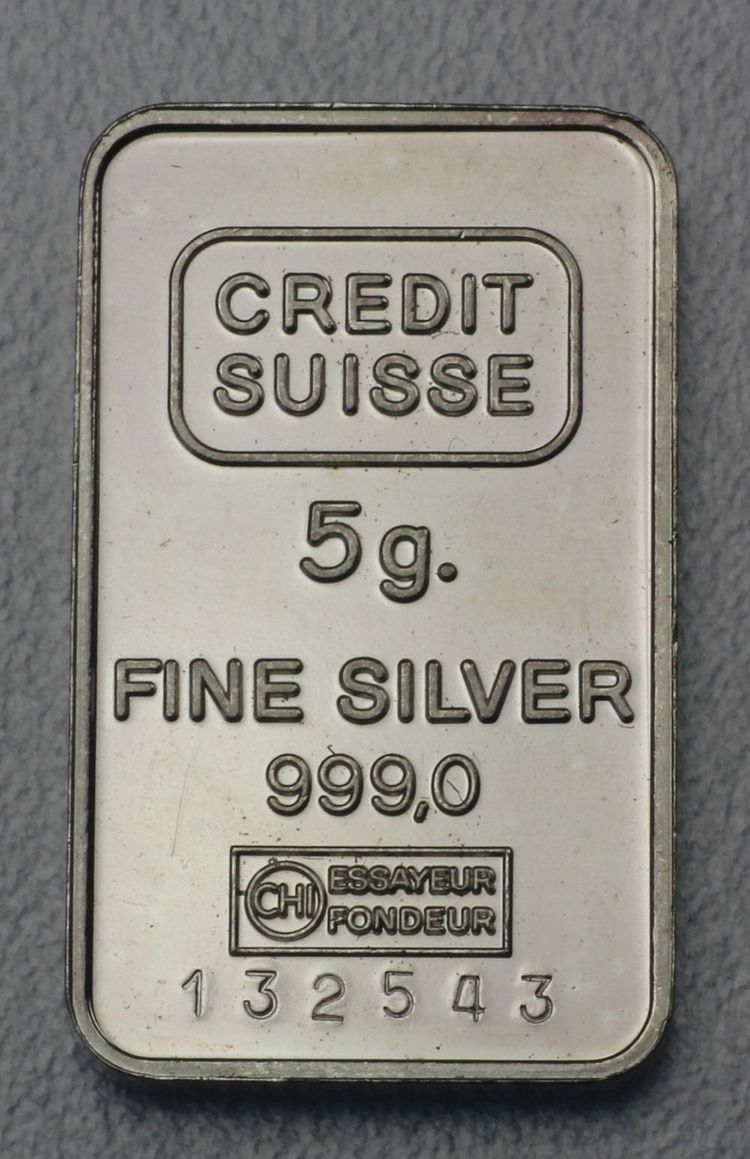 CREDIT
SUISSE
5g.
FINE SILVER
999,0
CHI ESSAYEUR
FONDEUR
132543